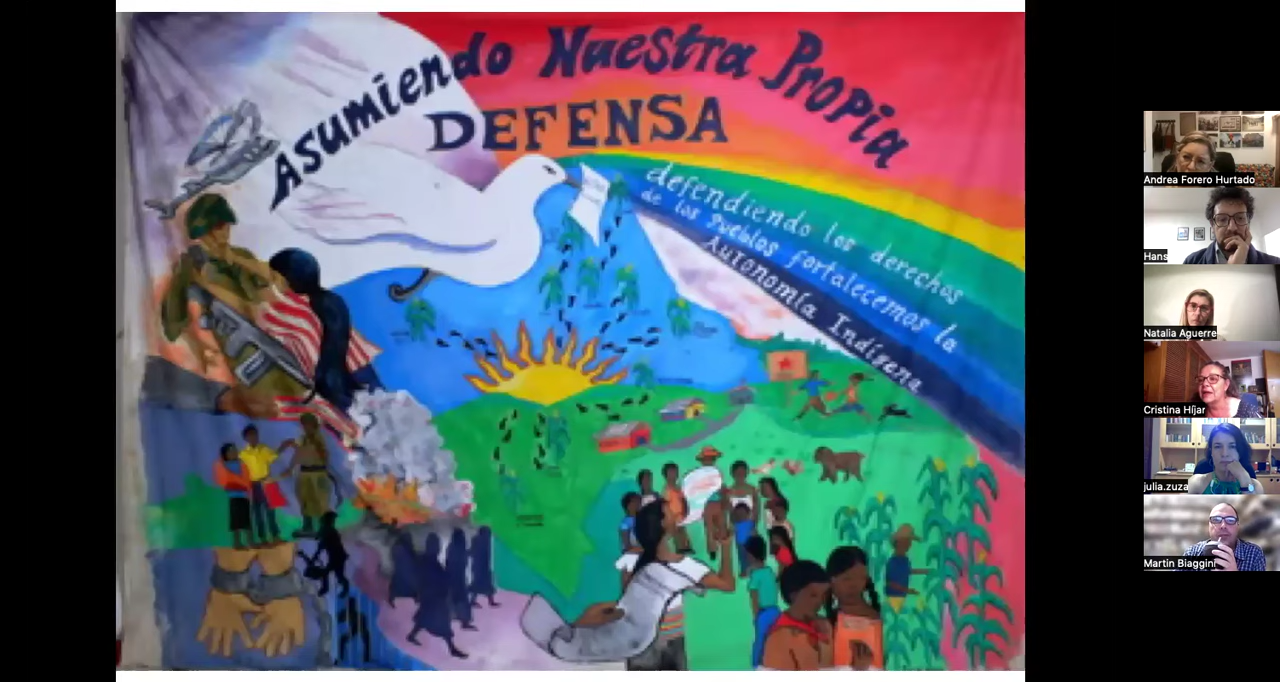 Asumiendo Nuestra Propia
DEFENSA
defendiendo los derechos
de los Pueblos fortalecemos la
Autonomía Indígena
Andrea Forero Hurtado
Hans
Natalia Aguerre
Cristina Híjar
julia.zuza
Martin Biaggini